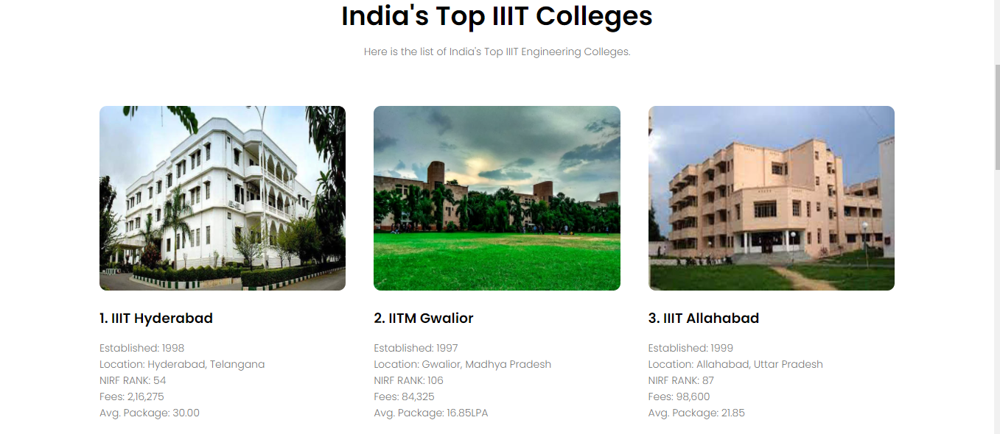 India's Top IIIT Colleges
Here is the list of India's Top IIIT Engineering Colleges.
1. IIIT Hyderabad
Established: 1998
Location: Hyderabad, Telangana
NIRF RANK: 54
Fees: 2,16,275
Avg. Package: 30.00
2. IITM Gwalior
Established: 1997
Location: Gwalior, Madhya Pradesh
NIRF RANK: 106
Fees: 84,325
Avg. Package: 16.85LPA
3. IIIT Allahabad
Established: 1999
Location: Allahabad, Uttar Pradesh
NIRF RANK: 87
Fees: 98,600
Avg. Package: 21.85